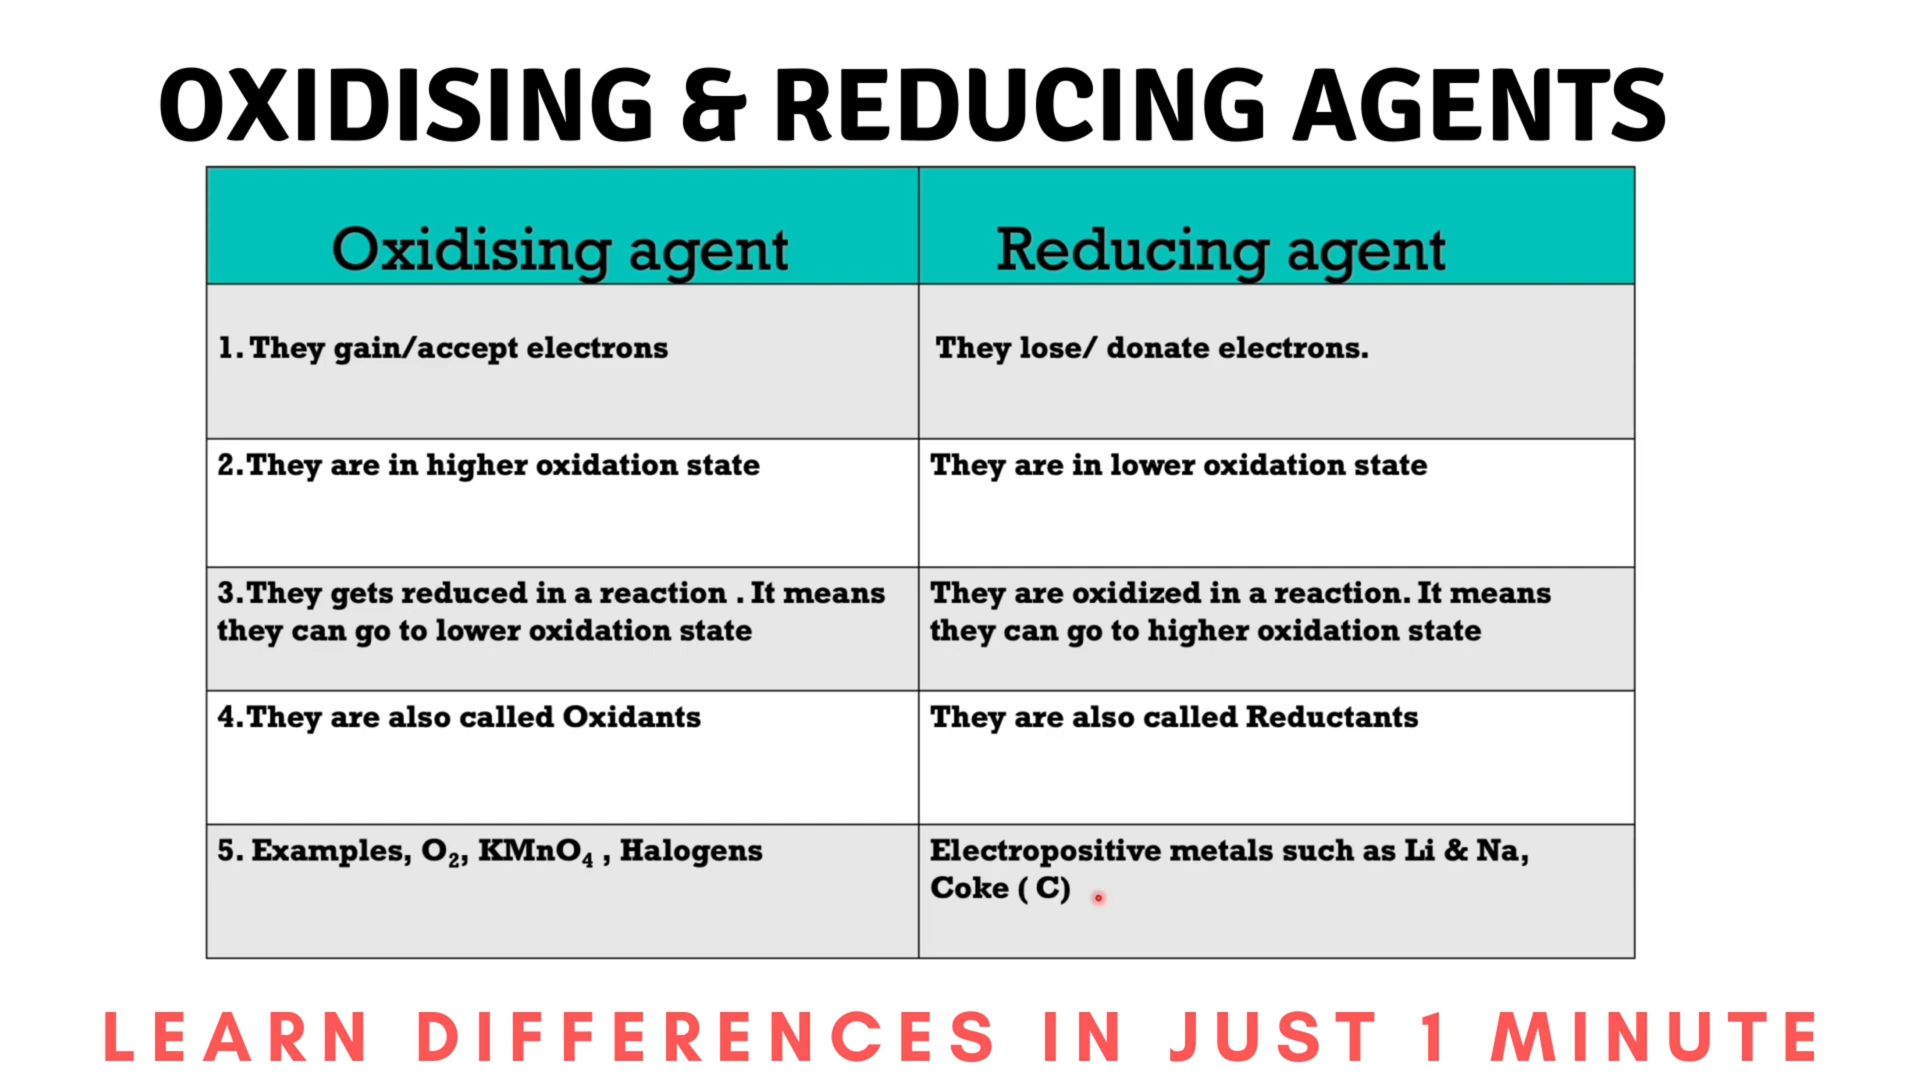 OXIDISING & REDUCING AGENTS
Oxidising agent
Reducing agent
1. They gain/accept electrons
They lose/ donate electrons.
2.They are in higher oxidation state
They are in lower oxidation state
3.They gets reduced in a reaction . It means
they can go to lower oxidation state
They are oxidized in a reaction. It means
they can go to higher oxidation state
4.They are also called Oxidants
They are also called Reductants
5. Examples, O₂, KMnO₄ , Halogens
Electropositive metals such as Li & Na,
Coke ( C)
LEARN DIFFERENCES IN JUST 1 MINUTE